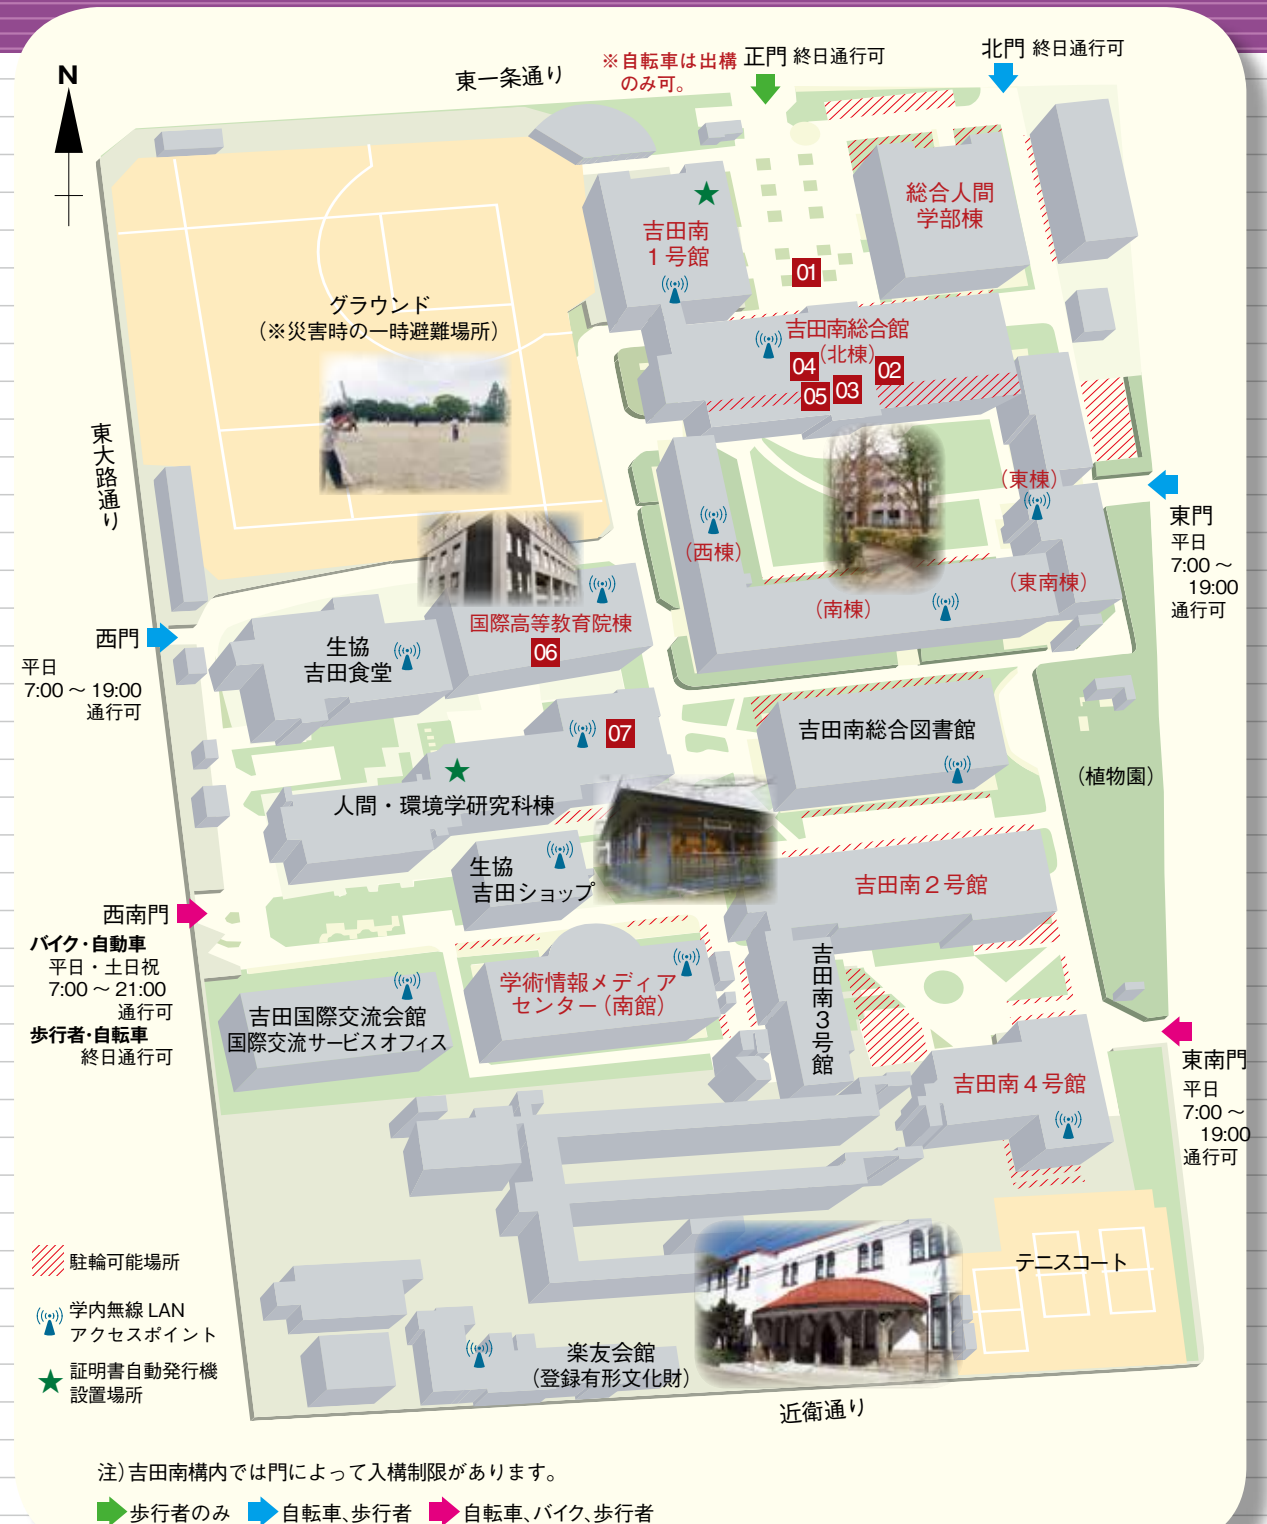 N
東一条通り
※自転車は出構
のみ可。
正門 終日通行可
北門 終日通行可
総合人間
学部棟
吉田南
1号館
01
グラウンド
(※災害時の一時避難場所)
吉田南総合館
(北棟)
04
02
05
03
東大路通り
(東棟)
東門
平日
7:00～
19:00
通行可
(西棟)
(東南棟)
(南棟)
国際高等教育院棟
06
西門
平日
7:00～19:00
通行可
生協
吉田食堂
07
吉田南総合図書館
(植物園)
人間・環境学研究科棟
生協
吉田ショップ
吉田南2号館
西南門
バイク・自動車
平日・土日祝
7:00～21:00
通行可
歩行者・自転車
終日通行可
吉田南3号館
学術情報メディア
センター(南館)
吉田国際交流会館
国際交流サービスオフィス
東南門
平日
7:00～
19:00
通行可
吉田南4号館
テニスコート
駐輪可能場所
学内無線 LAN
アクセスポイント
証明書自動発行機
設置場所
楽友会館
(登録有形文化財)
近衛通り
注)吉田南構内では門によって入構制限があります。
歩行者のみ 自転車、歩行者 自転車、バイク、歩行者